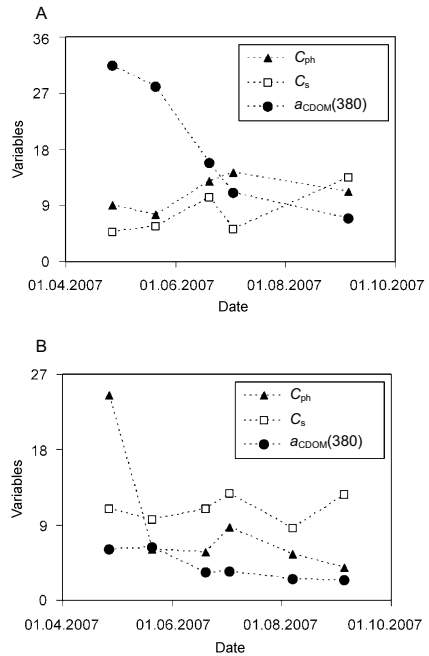 A
36
27
18
9
0
Variables
Cph
Cs
aCDOM(380)
01.04.2007 01.06.2007 01.08.2007 01.10.2007
Date
B
27
18
9
0
Variables
Cph
Cs
aCDOM(380)
01.04.2007 01.06.2007 01.08.2007 01.10.2007
Date